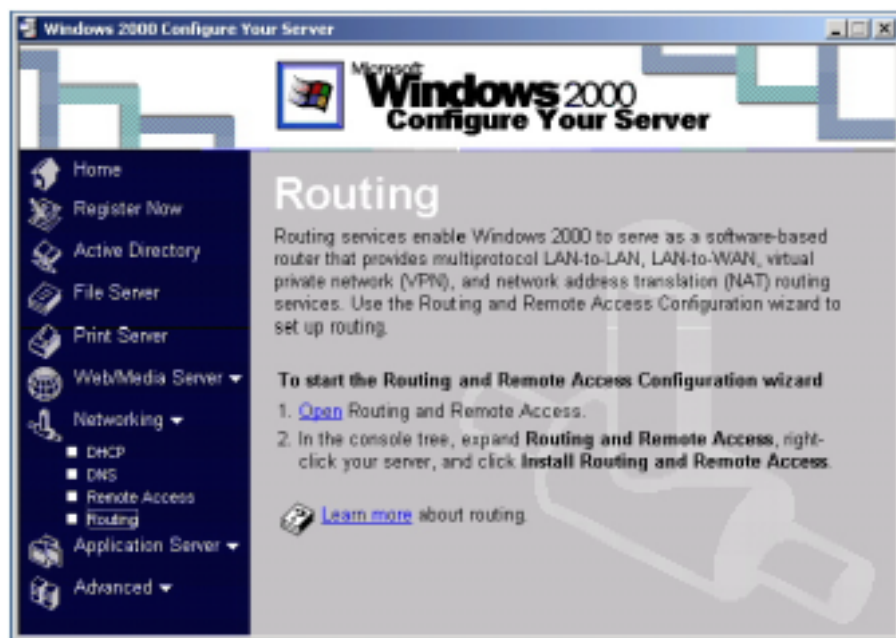 Windows 2000 Configure Your Server
Microsoft
Windows 2000
Configure Your Server
Home
Register Now
Active Directory
File Server
Print Server
Web/Media Server
Networking
DHCP
DNS
Remote Access
Routing
Application Server
Advanced
Routing
Routing services enable Windows 2000 to serve as a software-based
router that provides multiprotocol LAN-to-LAN, LAN-to-WAN, virtual
private network (VPN), and network address translation (NAT) routing
services. Use the Routing and Remote Access Configuration wizard to
set up routing.
To start the Routing and Remote Access Configuration wizard
1. Open Routing and Remote Access.
2. In the console tree, expand Routing and Remote Access, right-
click your server, and click Install Routing and Remote Access.
Learn more about routing.